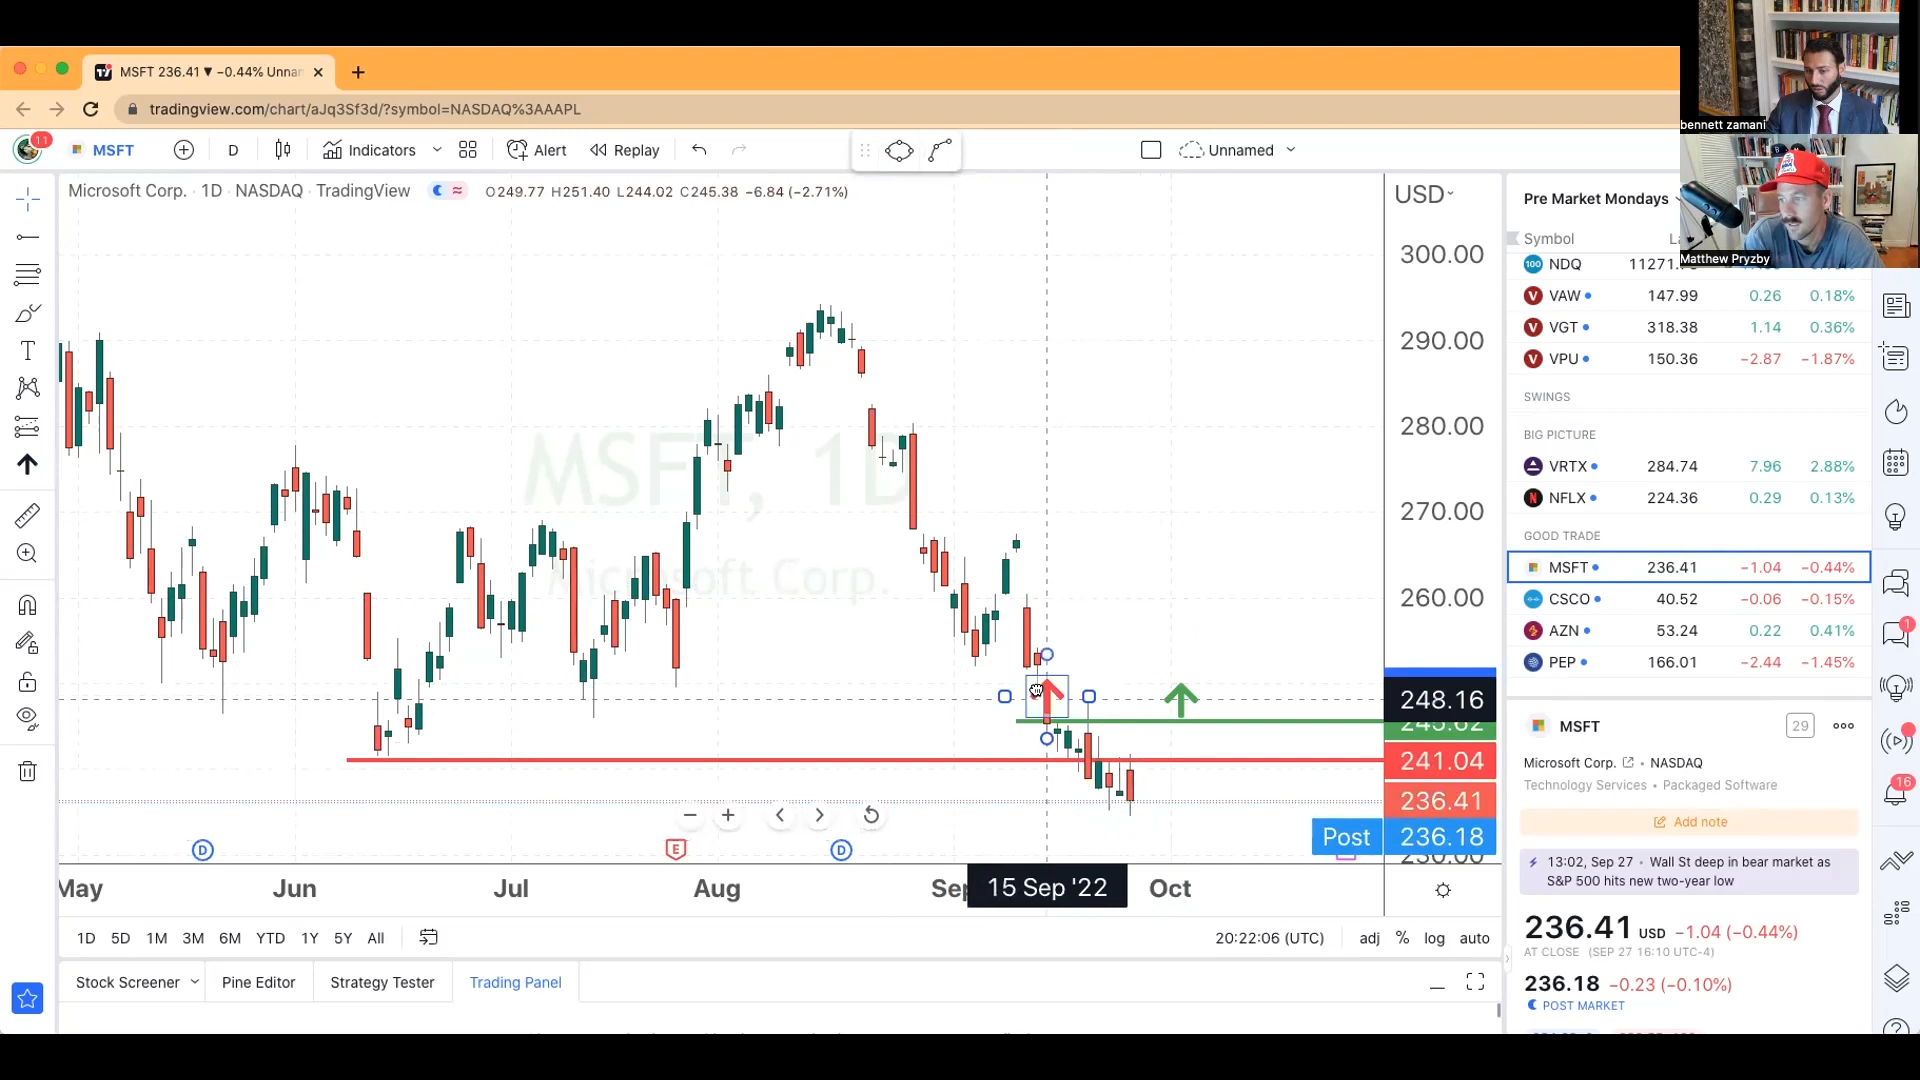 MSFT 236.41 ▼ −0.44% Unnan
tradingview.com/chart/aJq3Sf3d/?symbol=NASDAQ%3AAAPL
11
MSFT
D
Indicators
Alert
Replay
Unnamed
Microsoft Corp. · 1D · NASDAQ · TradingView
O249.77 H251.40 L244.02 C245.38 −6.84 (−2.71%)
USD
MSFT, 1D
Microsoft Corp.
300.00
290.00
280.00
270.00
260.00
248.16
245.62
241.04
236.41
Post 236.18
230.00
D
E
D
May
Jun
Jul
Aug
Sep
15 Sep '22
Oct
1D
5D
1M
3M
6M
YTD
1Y
5Y
All
20:22:06 (UTC)
adj
%
log
auto
Stock Screener
Pine Editor
Strategy Tester
Trading Panel
bennett zamani
Matthew Pryzby
Pre Market Mondays
Symbol
100 NDQ
V VAW 147.99 0.26 0.18%
V VGT 318.38 1.14 0.36%
V VPU 150.36 −2.87 −1.87%
SWINGS
BIG PICTURE
VRTX 284.74 7.96 2.88%
N NFLX 224.36 0.29 0.13%
GOOD TRADE
MSFT 236.41 −1.04 −0.44%
CSCO 40.52 −0.06 −0.15%
AZN 53.24 0.22 0.41%
PEP 166.01 −2.44 −1.45%
MSFT
29
Microsoft Corp. • NASDAQ
Technology Services • Packaged Software
Add note
13:02, Sep 27 • Wall St deep in bear market as
S&P 500 hits new two-year low
236.41 USD −1.04 (−0.44%)
AT CLOSE (SEP 27 16:10 UTC-4)
236.18 −0.23 (−0.10%)
POST MARKET
1
16